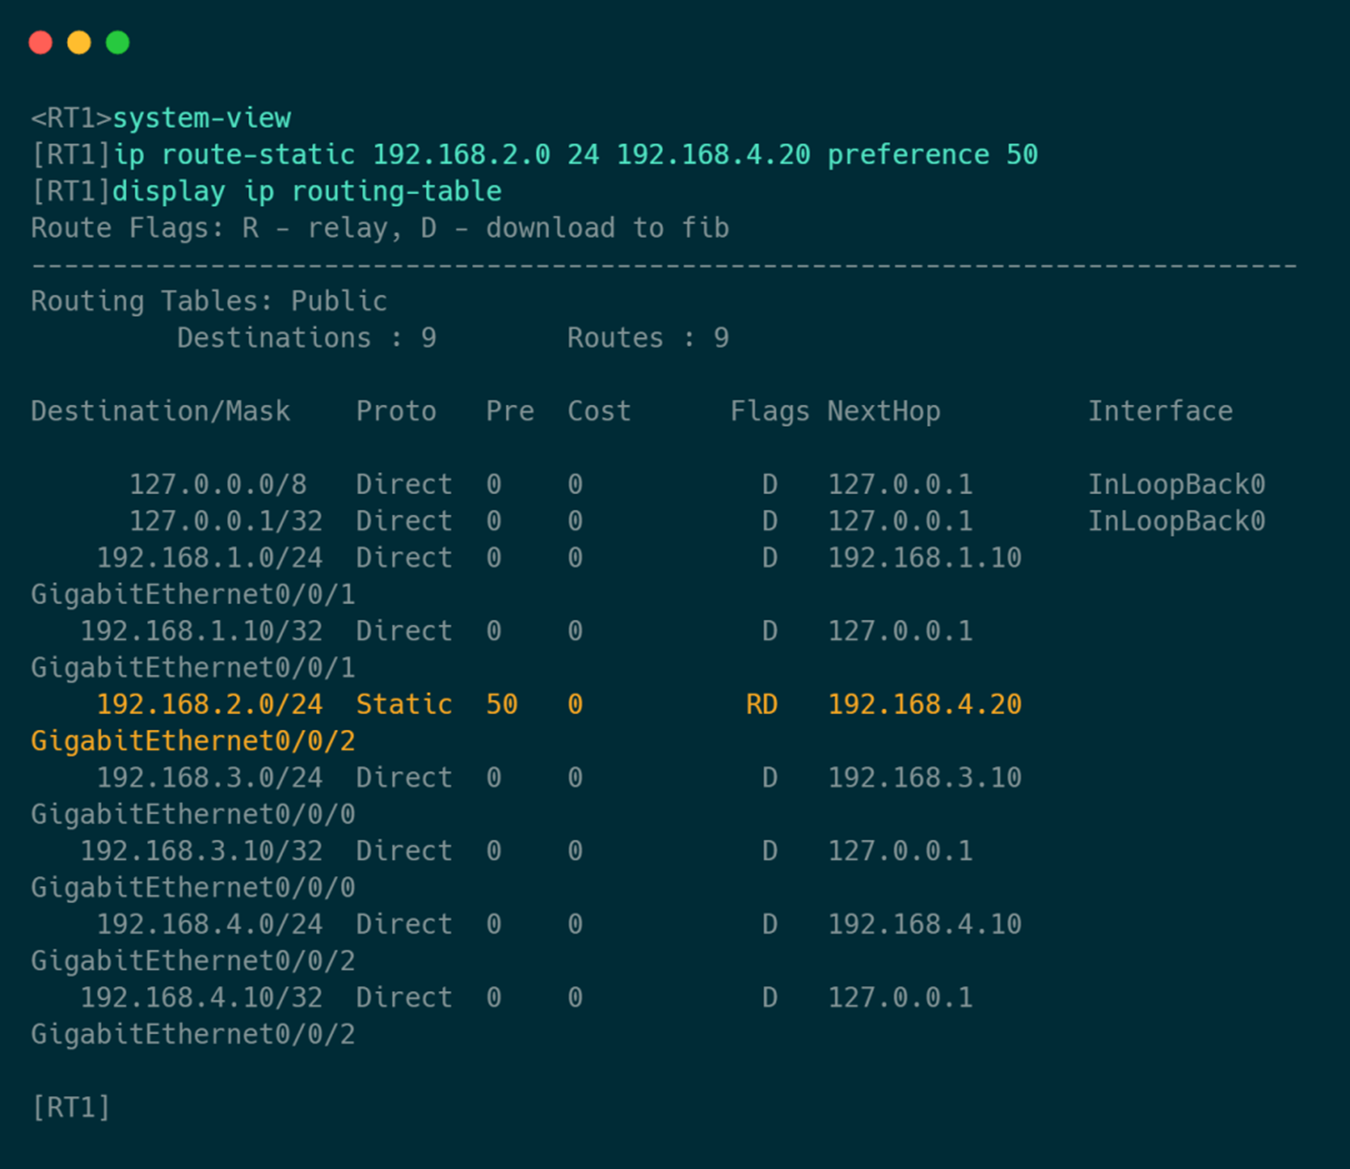 <RT1>system-view
[RT1]ip route-static 192.168.2.0 24 192.168.4.20 preference 50
[RT1]display ip routing-table
Route Flags: R - relay, D - download to fib
------------------------------------------------------------------------------
Routing Tables: Public
         Destinations : 9        Routes : 9

Destination/Mask    Proto   Pre  Cost      Flags NextHop         Interface

      127.0.0.0/8   Direct  0    0           D   127.0.0.1       InLoopBack0
      127.0.0.1/32  Direct  0    0           D   127.0.0.1       InLoopBack0
    192.168.1.0/24  Direct  0    0           D   192.168.1.10
GigabitEthernet0/0/1
   192.168.1.10/32  Direct  0    0           D   127.0.0.1
GigabitEthernet0/0/1
    192.168.2.0/24  Static  50   0          RD   192.168.4.20
GigabitEthernet0/0/2
    192.168.3.0/24  Direct  0    0           D   192.168.3.10
GigabitEthernet0/0/0
   192.168.3.10/32  Direct  0    0           D   127.0.0.1
GigabitEthernet0/0/0
    192.168.4.0/24  Direct  0    0           D   192.168.4.10
GigabitEthernet0/0/2
   192.168.4.10/32  Direct  0    0           D   127.0.0.1
GigabitEthernet0/0/2

[RT1]